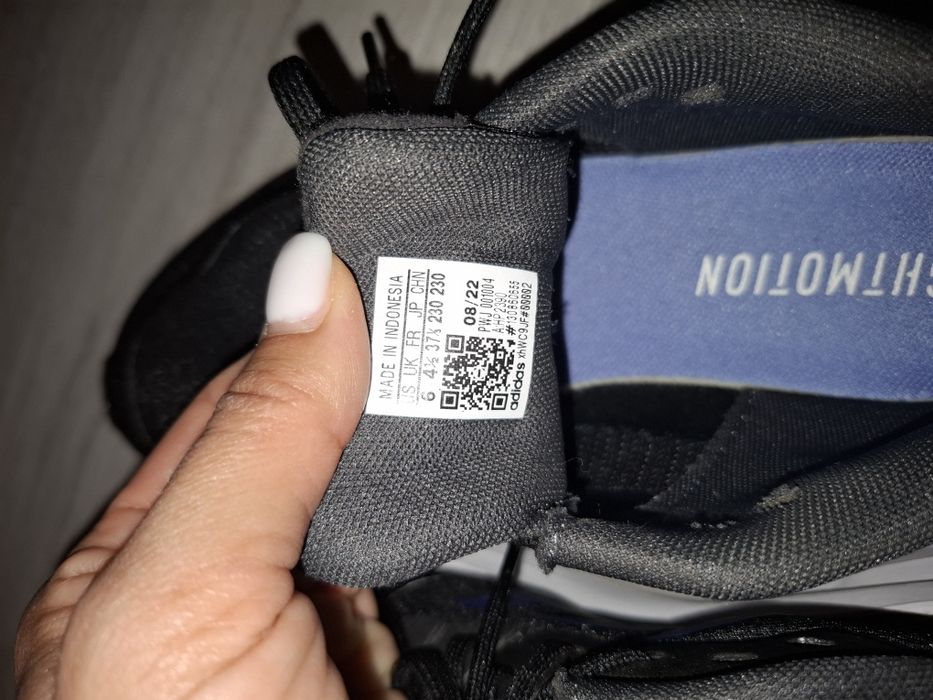 MADE IN INDONESIA
US UK FR JP CHN
6 4½ 37⅓ 230 230
08/22
PWJ 001004
adidas
GHTMOTION